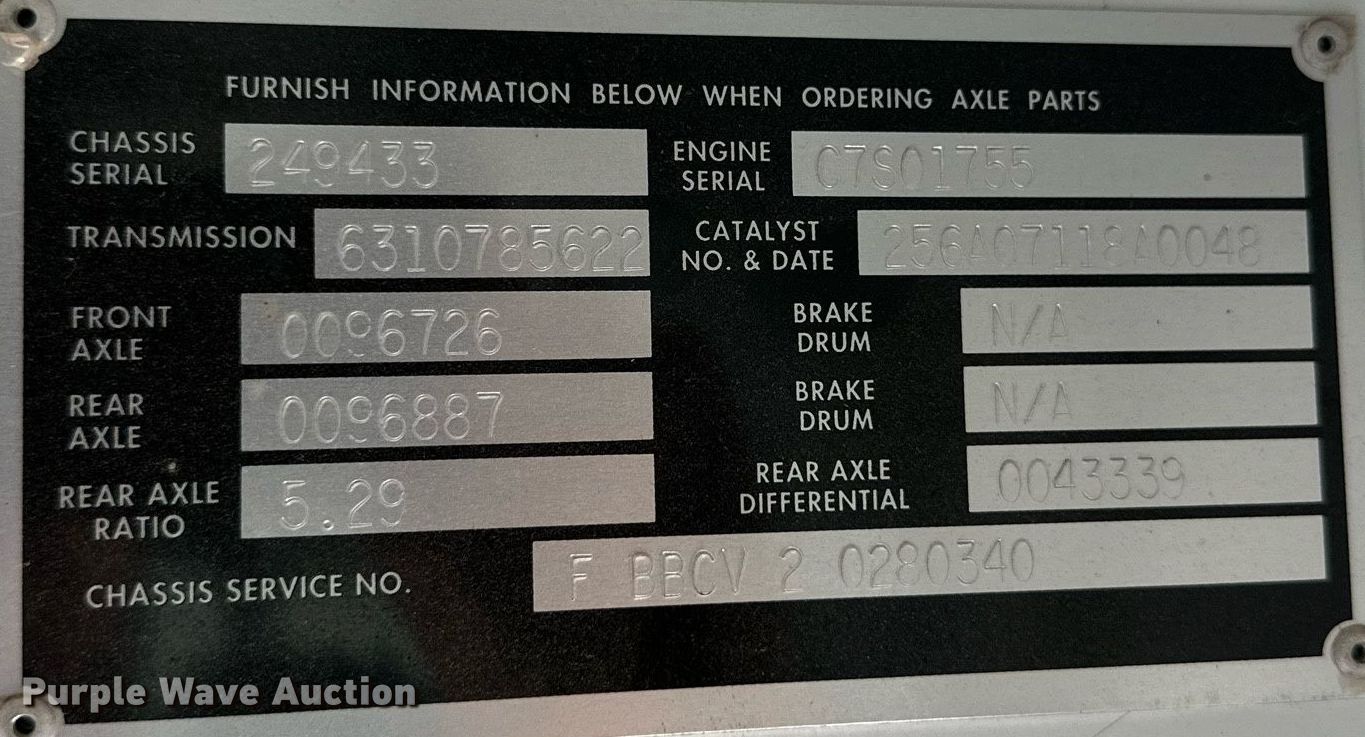 FURNISH INFORMATION BELOW WHEN ORDERING AXLE PARTS
CHASSIS SERIAL 249433
ENGINE SERIAL C7S01755
TRANSMISSION 6310785622
CATALYST NO. & DATE 256A07118A0048
FRONT AXLE 0096726
BRAKE DRUM N/A
REAR AXLE 0096887
BRAKE DRUM N/A
REAR AXLE RATIO 5.29
REAR AXLE DIFFERENTIAL 0043339
CHASSIS SERVICE NO. F BBCV 2 0280340
Purple Wave Auction